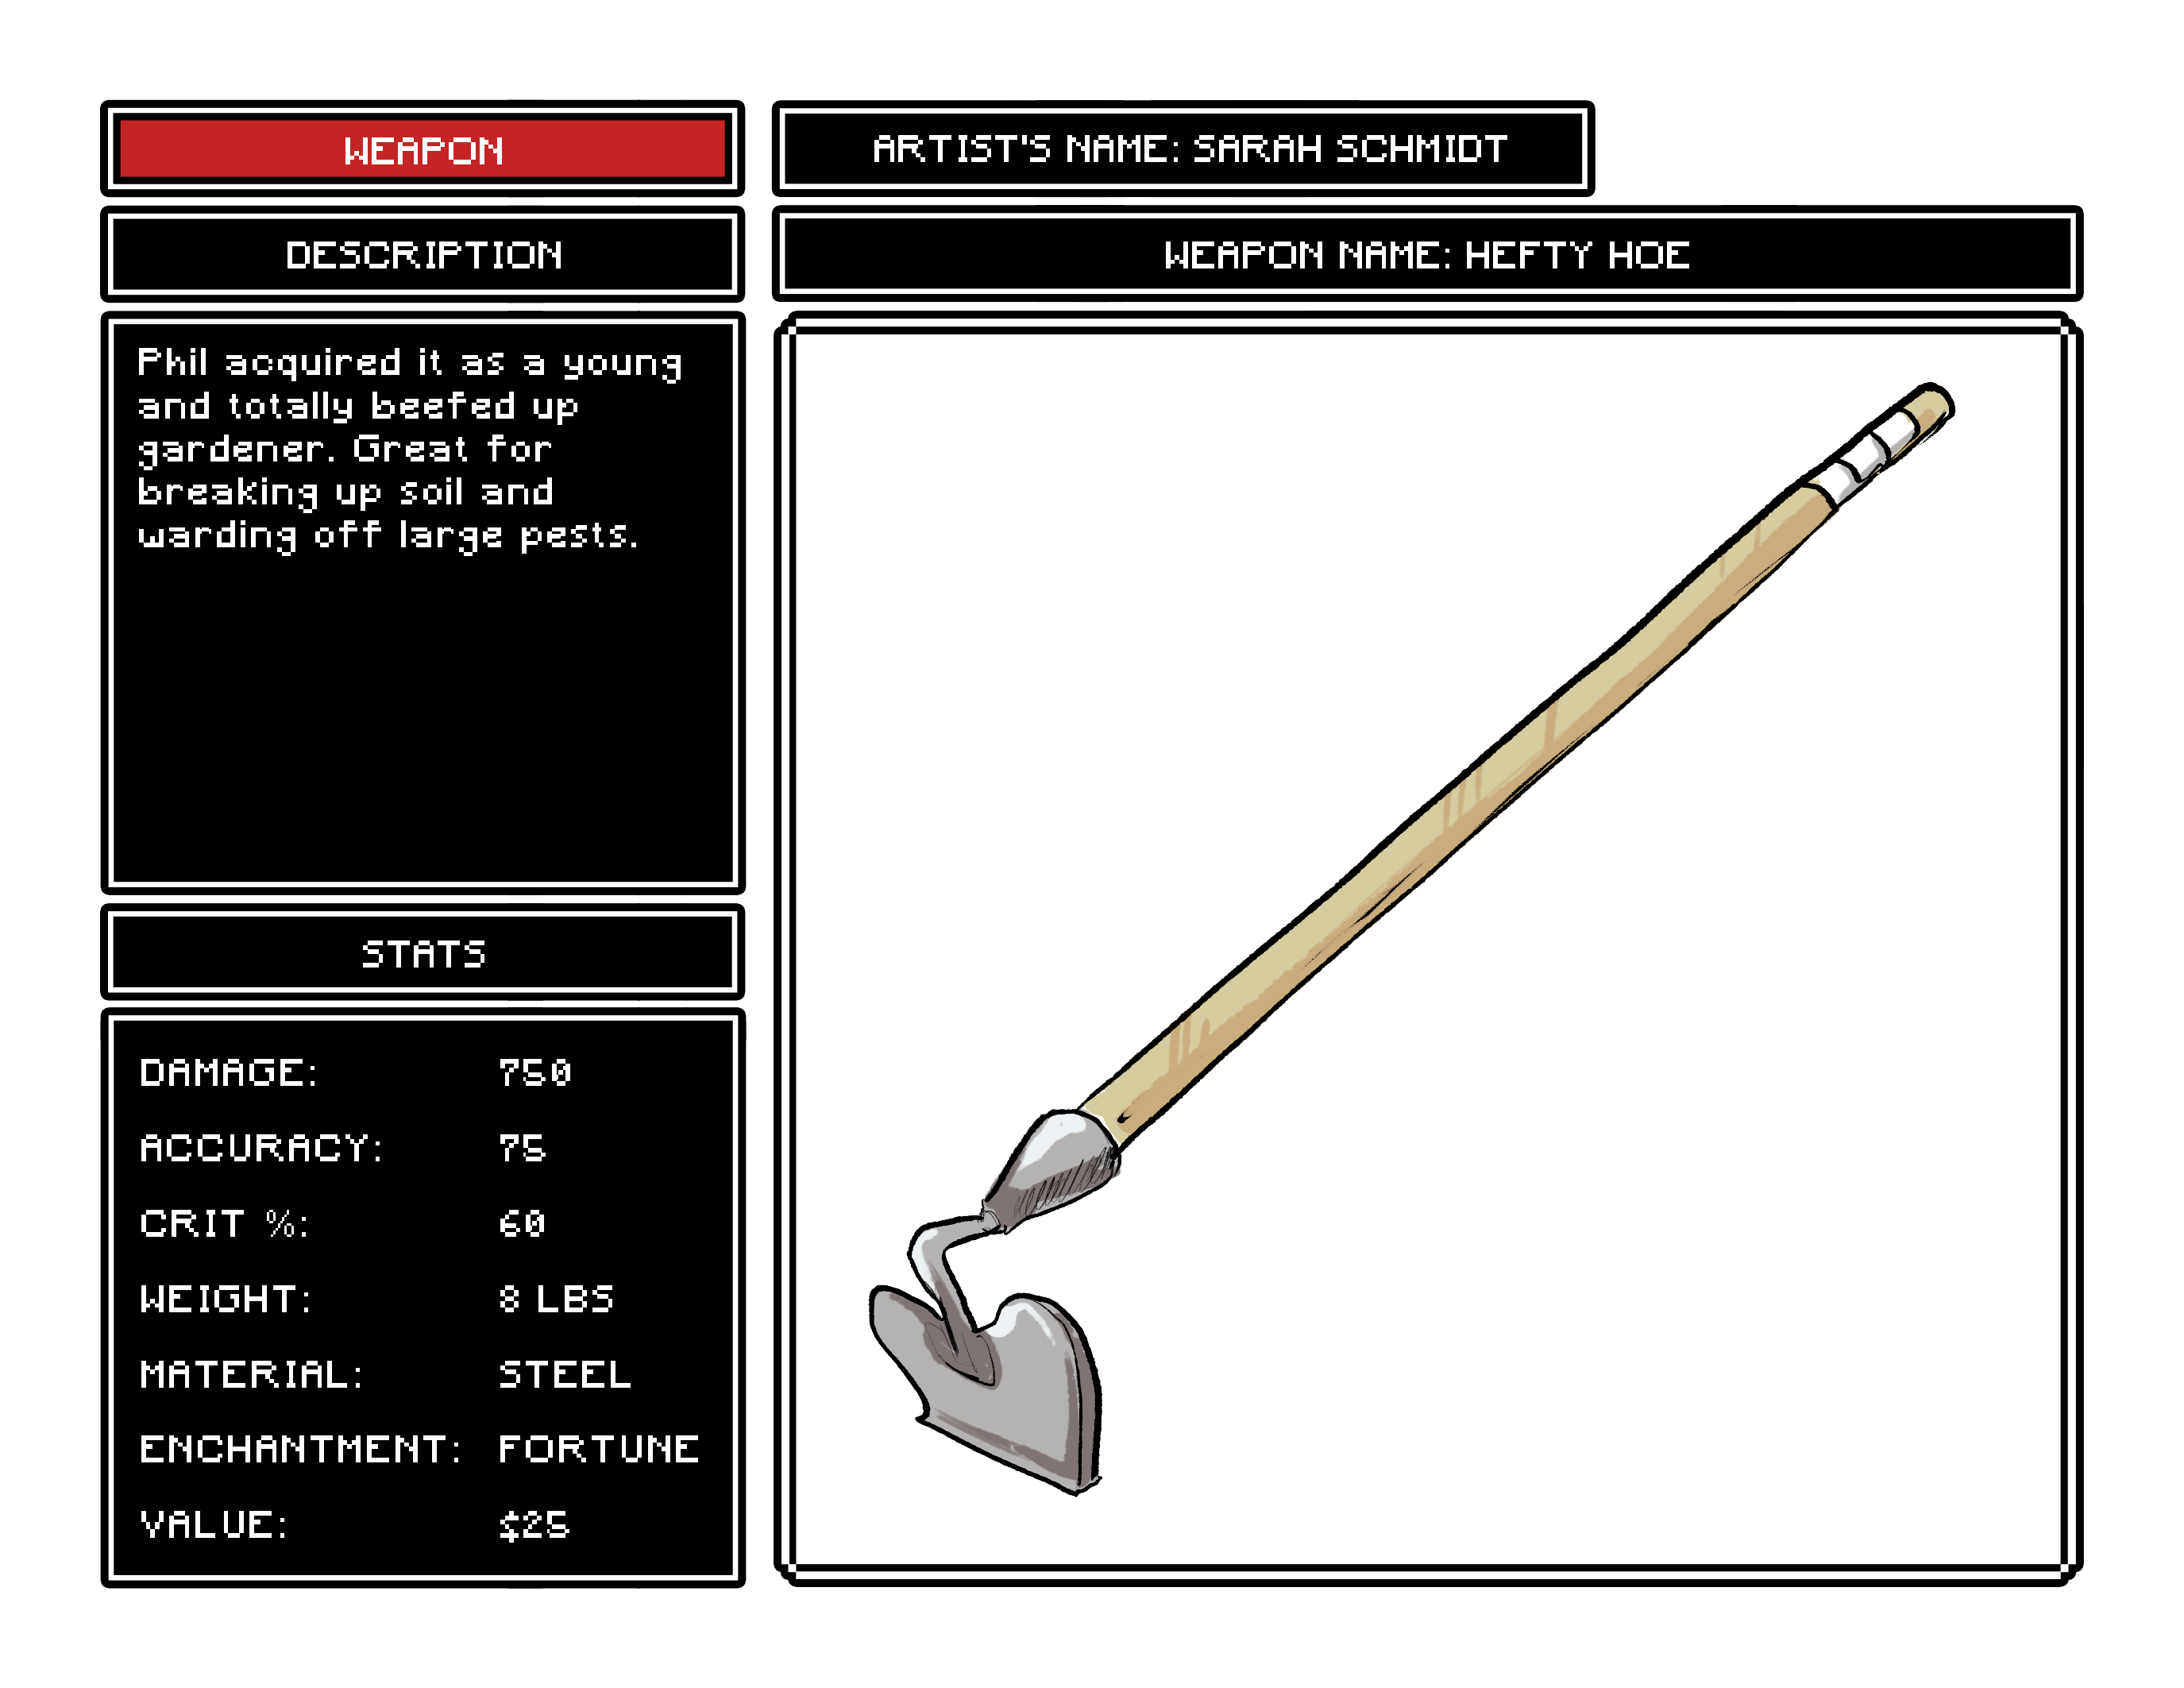 WEAPON
ARTIST'S NAME: SARAH SCHMIDT
DESCRIPTION
WEAPON NAME: HEFTY HOE
Phil acquired it as a young
and totally beefed up
gardener. Great for
breaking up soil and
warding off large pests.
STATS
DAMAGE: 750
ACCURACY: 75
CRIT %: 60
WEIGHT: 8 LBS
MATERIAL: STEEL
ENCHANTMENT: FORTUNE
VALUE: $25